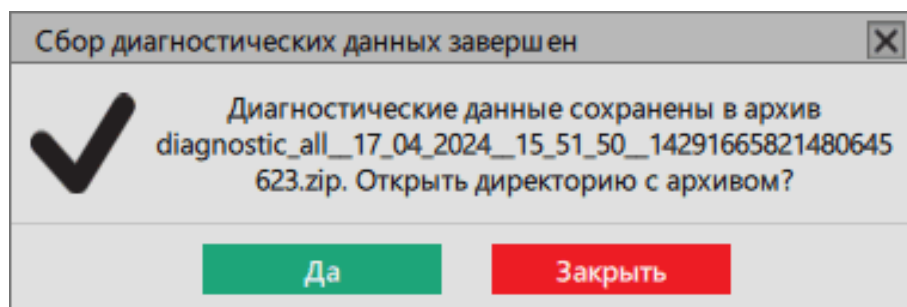 Сбор диагностических данных завершен
Диагностические данные сохранены в архив
diagnostic_all__17_04_2024__15_51_50__14291665821480645
623.zip. Открыть директорию с архивом?
Да
Закрыть